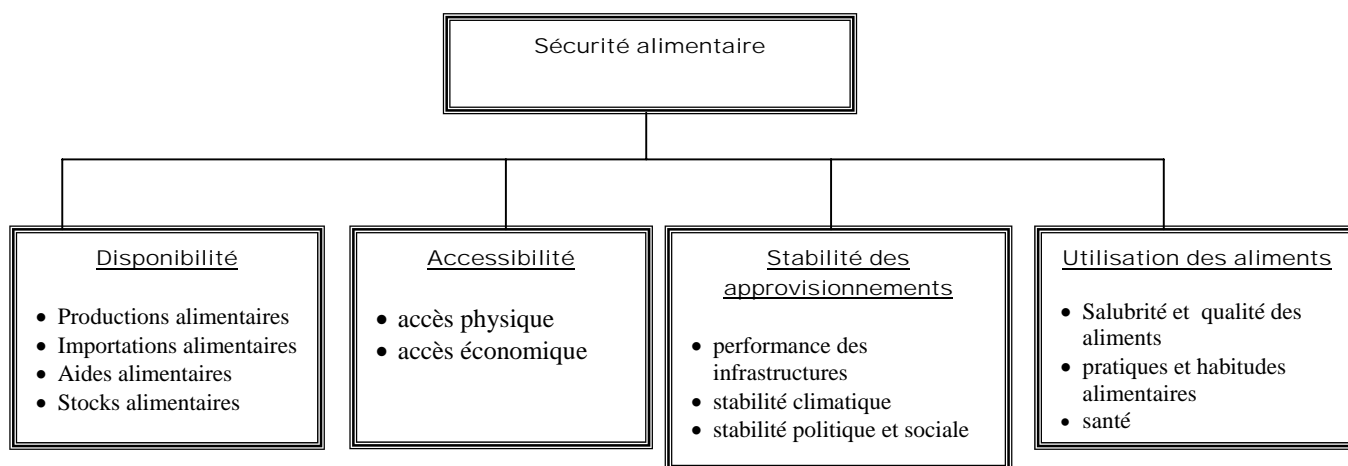 Sécurité alimentaire
Disponibilité
• Productions alimentaires
• Importations alimentaires
• Aides alimentaires
• Stocks alimentaires
Accessibilité
• accès physique
• accès économique
Stabilité des
approvisionnements
• performance des
infrastructures
• stabilité climatique
• stabilité politique et sociale
Utilisation des aliments
• Salubrité et qualité des
aliments
• pratiques et habitudes
alimentaires
• santé